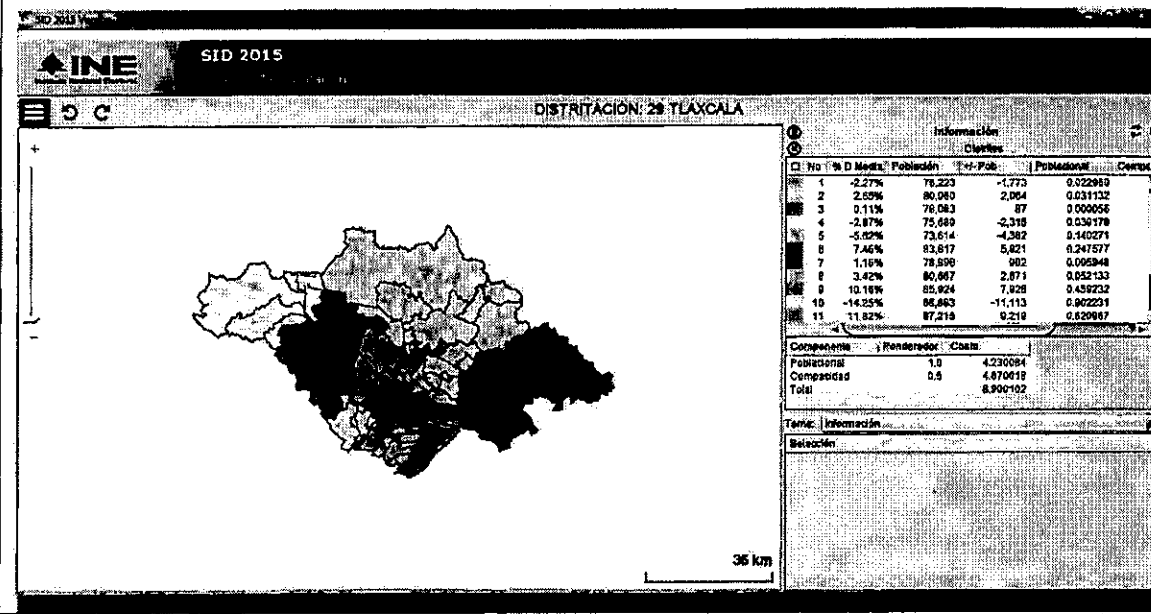 SID 2015
INE
SID 2015
DISTRITACIÓN: 29 TLAXCALA
Información
No % D Media Población +/- Pob Poblacional
1 -2.27% 76,223 -1,773 0.022969
2 2.65% 80,060 2,064 0.031132
3 0.11% 78,083 87 0.000056
4 -2.97% 75,680 -2,316 0.039179
5 -5.62% 73,614 -4,382 0.140271
6 7.46% 83,817 5,821 0.247577
7 1.16% 78,898 902 0.005948
8 3.42% 80,667 2,671 0.052133
9 10.16% 85,924 7,928 0.459232
10 -14.25% 66,883 -11,113 0.902231
11 11.82% 87,215 9,219 0.620967
Componente Ponderador Costo
Poblacional 1.0 4.230084
Compacidad 0.5 4.670018
Total 8.900102
Tema: Información
Selección
35 km